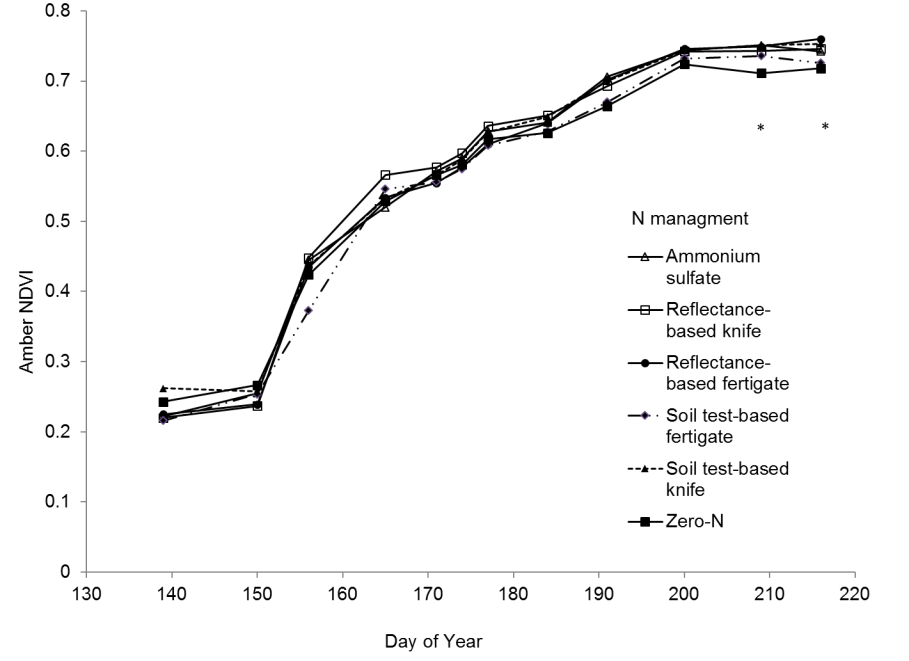 0.8
0.7
0.6
0.5
0.4
0.3
0.2
0.1
0
Amber NDVI
130 140 150 160 170 180 190 200 210 220
Day of Year
* *
N managment
Ammonium
sulfate
Reflectance-
based knife
Reflectance-
based fertigate
Soil test-based
fertigate
Soil test-based
knife
Zero-N